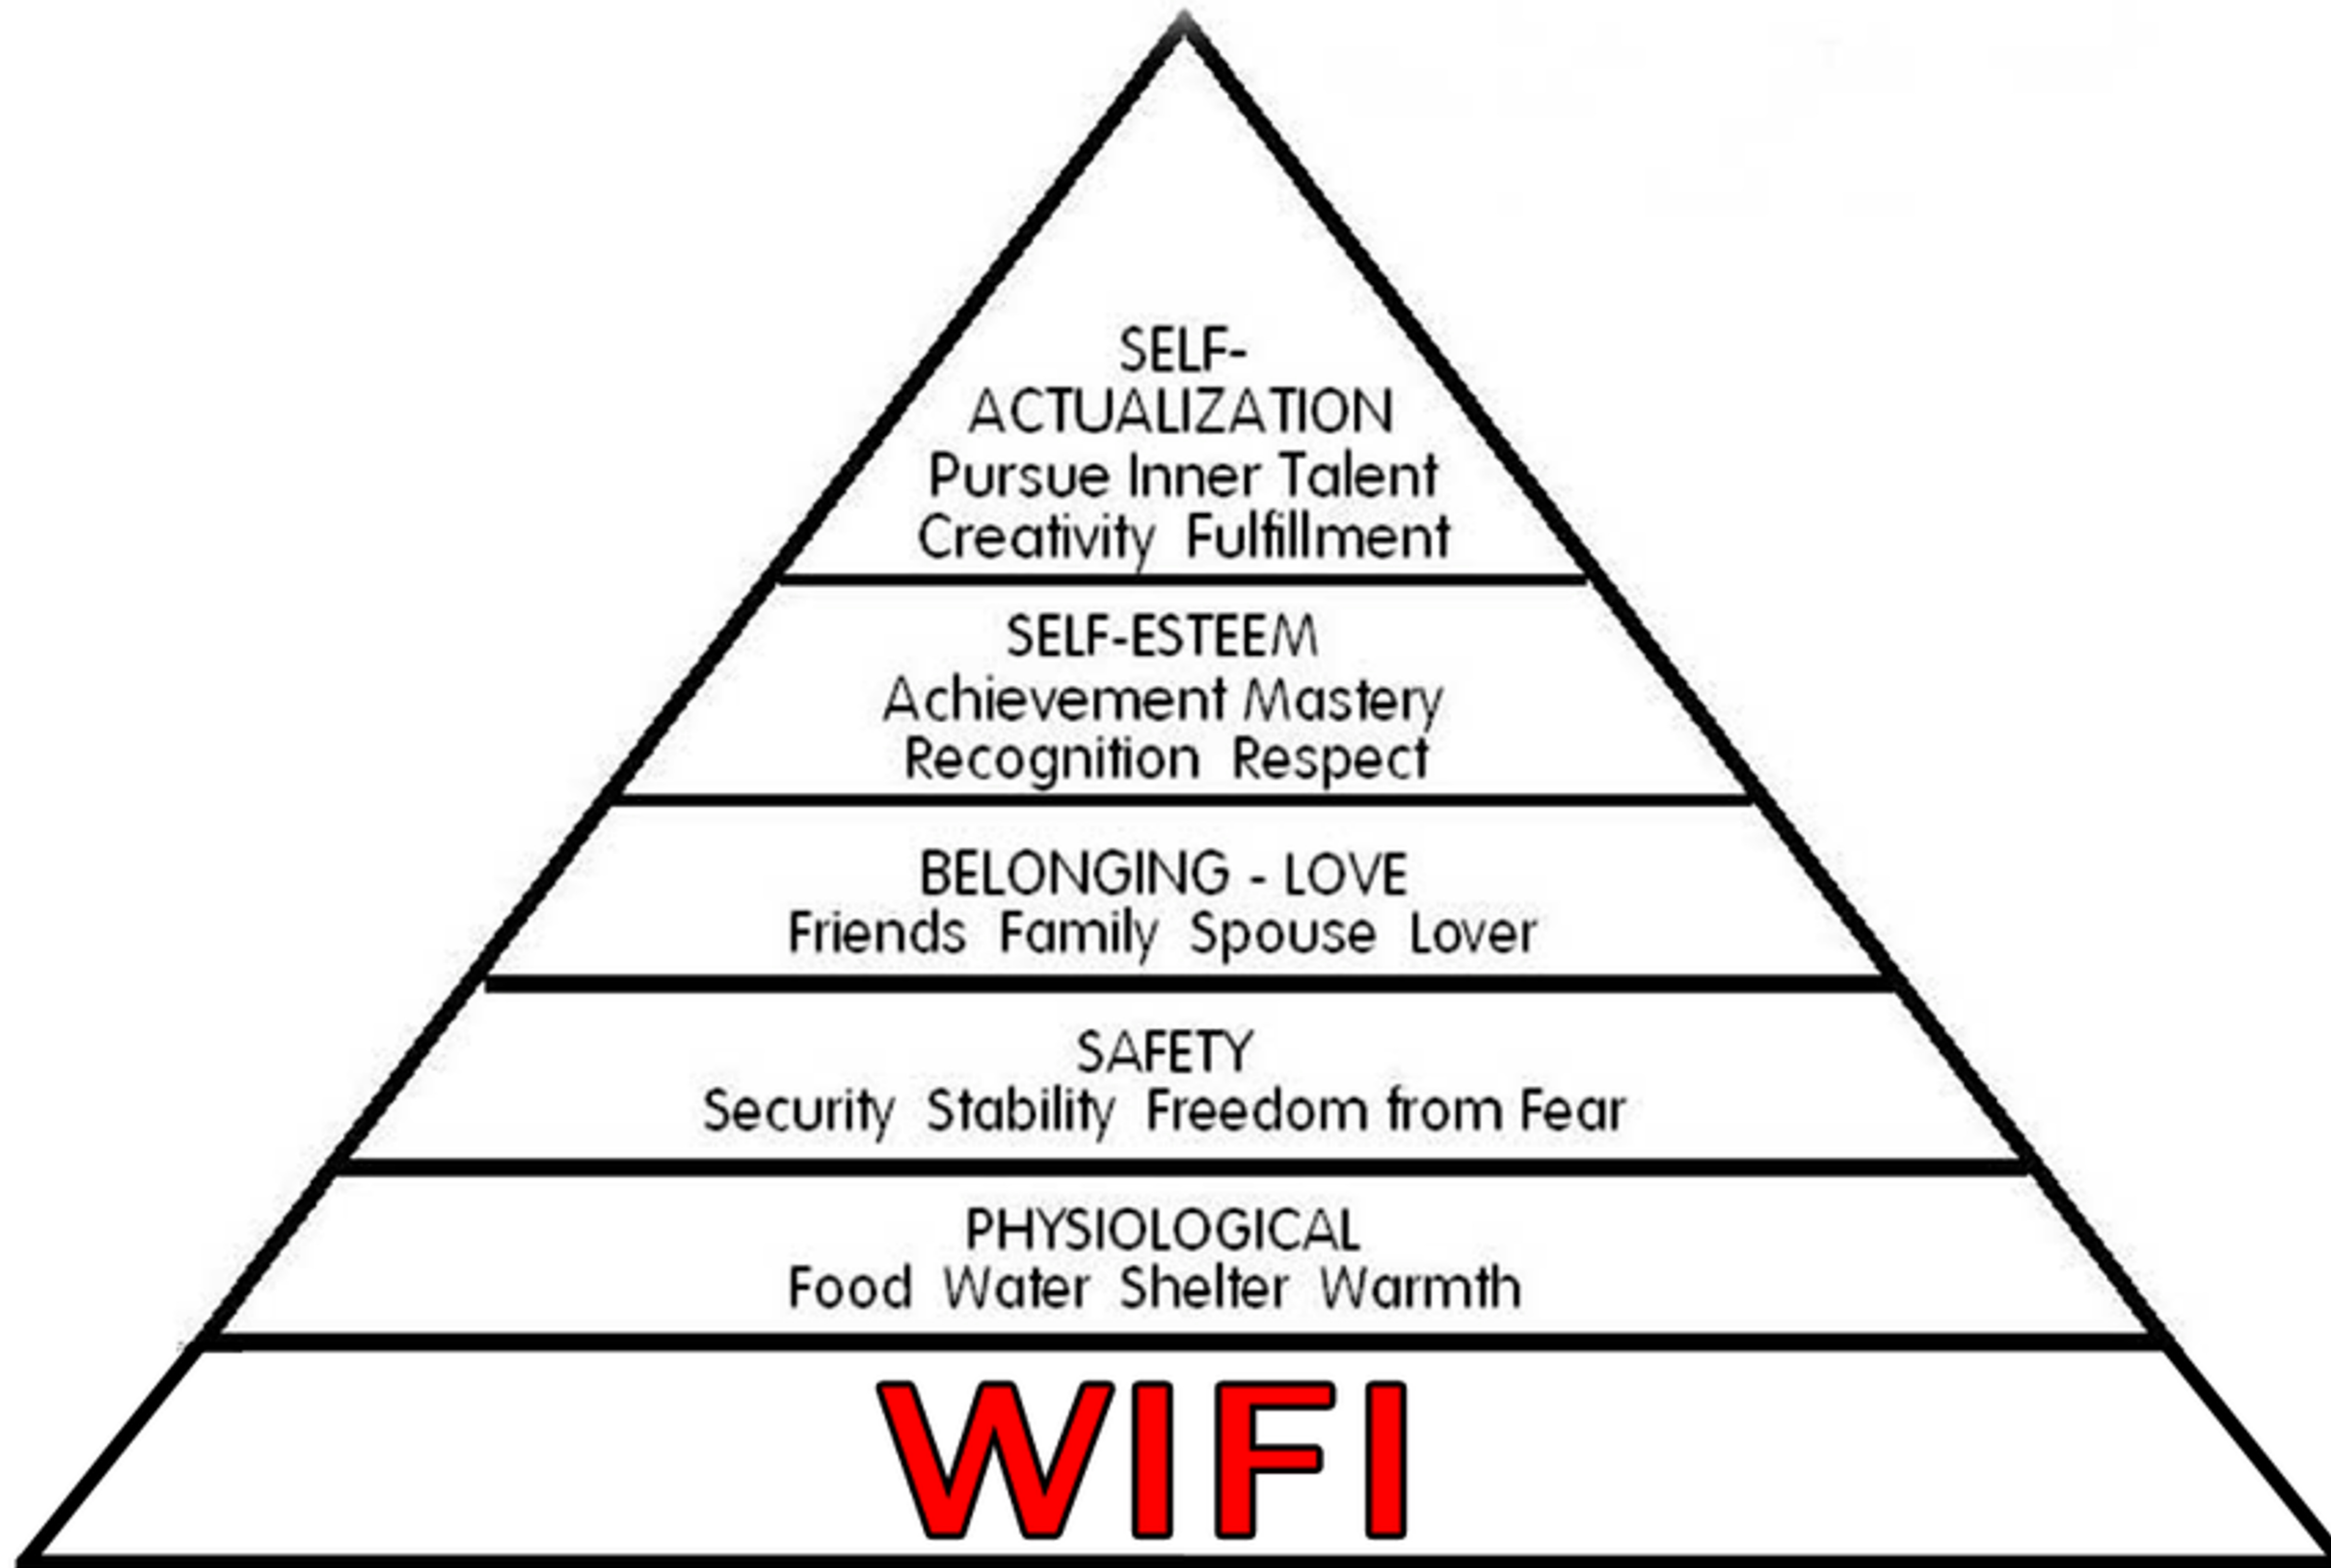 SELF-
ACTUALIZATION
Pursue Inner Talent
Creativity Fulfillment
SELF-ESTEEM
Achievement Mastery
Recognition Respect
BELONGING - LOVE
Friends Family Spouse Lover
SAFETY
Security Stability Freedom from Fear
PHYSIOLOGICAL
Food Water Shelter Warmth
WIFI